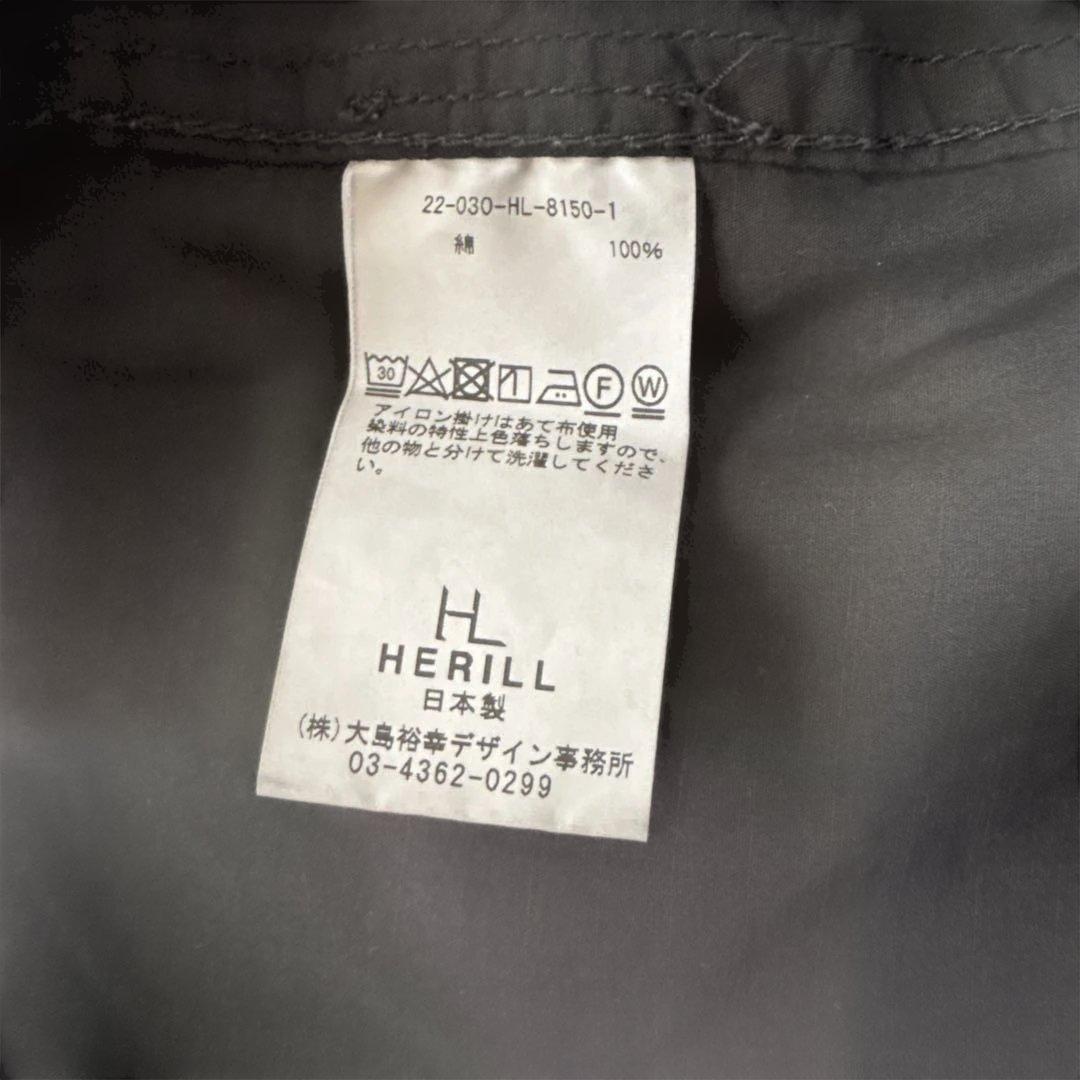 22-030-HL-8150-1
綿 100%
30 F W
アイロン掛けはあて布使用
染料の特性上色落ちしますので、
他の物と分けて洗濯してくださ
い。
HL
HERILL
日本製
(株)大島裕幸デザイン事務所
03-4362-0299